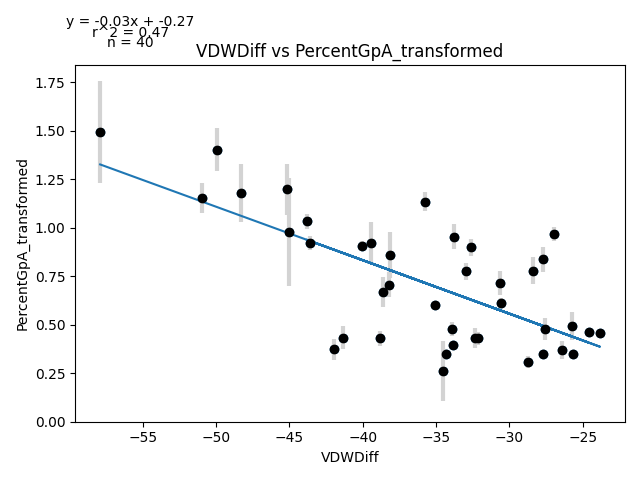 y = -0.03x + -0.27
r^2 = 0.47
n = 40
VDWDiff vs PercentGpA_transformed
1.75
1.50
1.25
1.00
0.75
0.50
0.25
0.00
PercentGpA_transformed
−55 −50 −45 −40 −35 −30 −25
VDWDiff